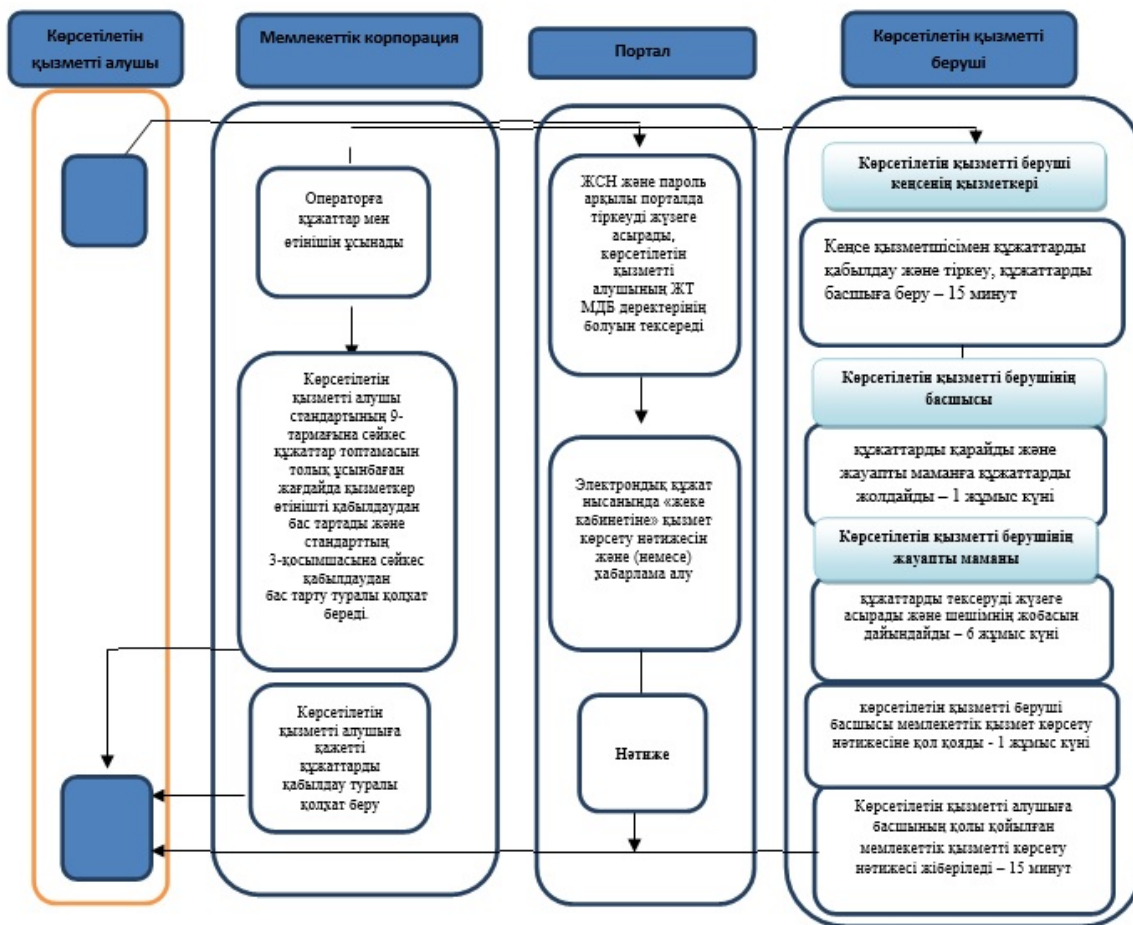 Көрсетілетін
қызметті алушы
Мемлекеттік корпорация
Портал
Көрсетілетін қызметті
беруші
Операторға
құжаттар мен
өтінішін ұсынады
Көрсетілетін
қызметті алушы
стандартының 9-
тармағына сәйкес
құжаттар топтамасын
толық ұсынбаған
жағдайда қызметкер
өтінішті қабылдаудан
бас тартады және
стандарттың
3-қосымшасына сәйкес
қабылдаудан
бас тарту туралы қолхат
береді.
Көрсетілетін
қызметті алушыға
қажетті
құжаттарды
қабылдау туралы
қолхат беру
ЖСН және пароль
арқылы порталда
тіркеуді жүзеге
асырады,
көрсетілетін
қызметті
алушының ЖТ
МДБ деректерінің
болуын тексереді
Электрондық құжат
нысанында «жеке
кабинетіне» қызмет
көрсету нәтижесін
және (немесе)
хабарлама алу
Нәтиже
Көрсетілетін қызметті беруші
кеңсенің қызметкері
Кеңсе қызметшісімен құжаттарды
қабылдау және тіркеу, құжаттарды
басшыға беру – 15 минут
Көрсетілетін қызметті берушінің
басшысы
құжаттарды қарайды және
жауапты маманға құжаттарды
жолдайды – 1 жұмыс күні
Көрсетілетін қызметті берушінің
жауапты маманы
құжаттарды тексеруді жүзеге
асырады және шешімнің жобасын
дайындайды – 6 жұмыс күні
көрсетілетін қызметті беруші
басшысы мемлекеттік қызмет көрсету
нәтижесіне қол қояды - 1 жұмыс күні
Көрсетілетін қызметті алушыға
басшының қолы қойылған
мемлекеттік қызметті көрсету
нәтижесі жіберіледі – 15 минут